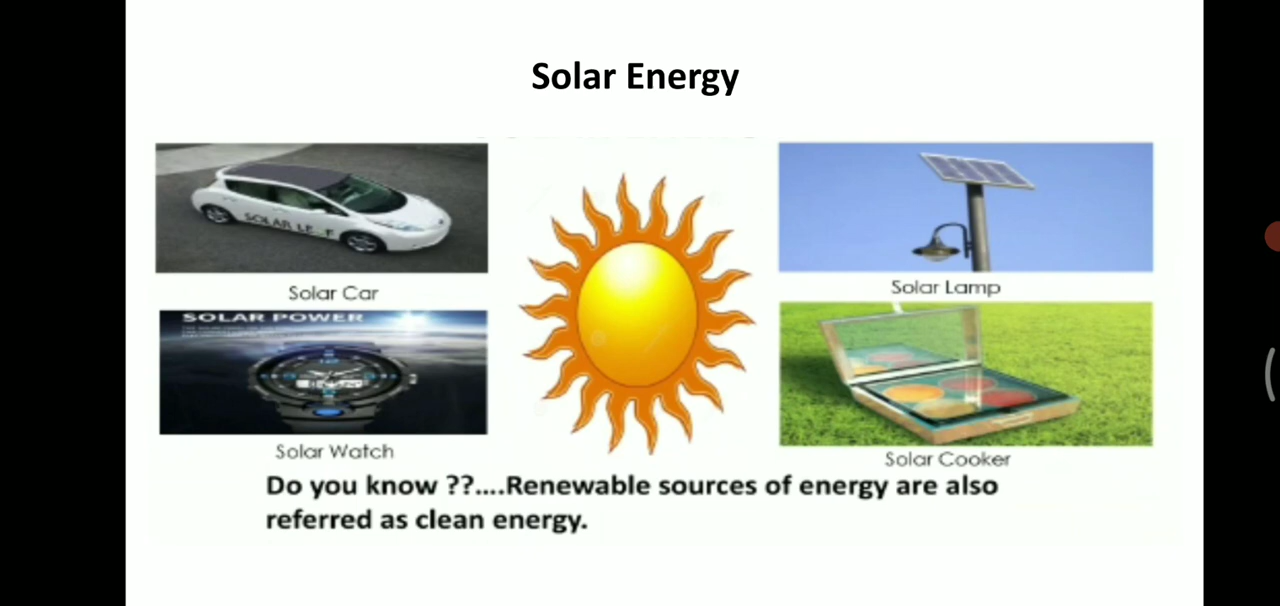 Solar Energy
SOLAR LE
F
Solar Car
Solar Lamp
SOLAR POWER
Solar Watch
Solar Cooker
Do you know ??....Renewable sources of energy are also
referred as clean energy.